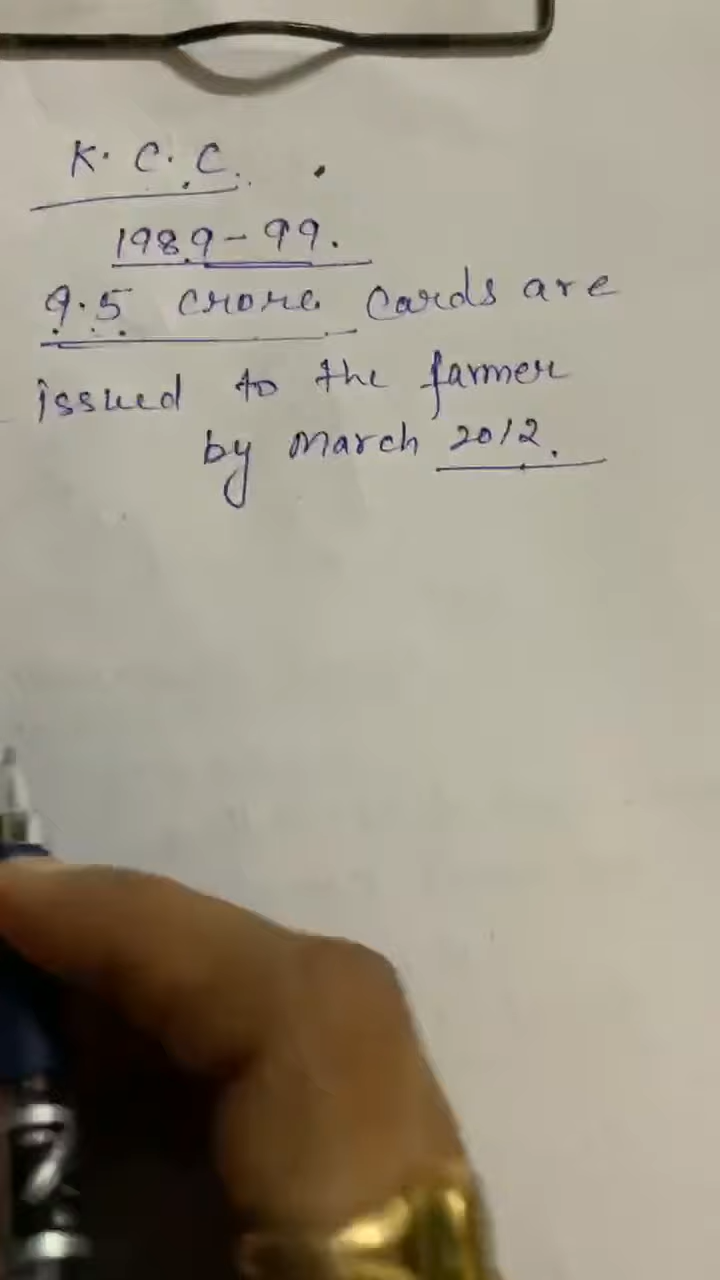 K. C. C.
1989-99.
9.5 crore cards are
issued to the farmer
by March 2012.